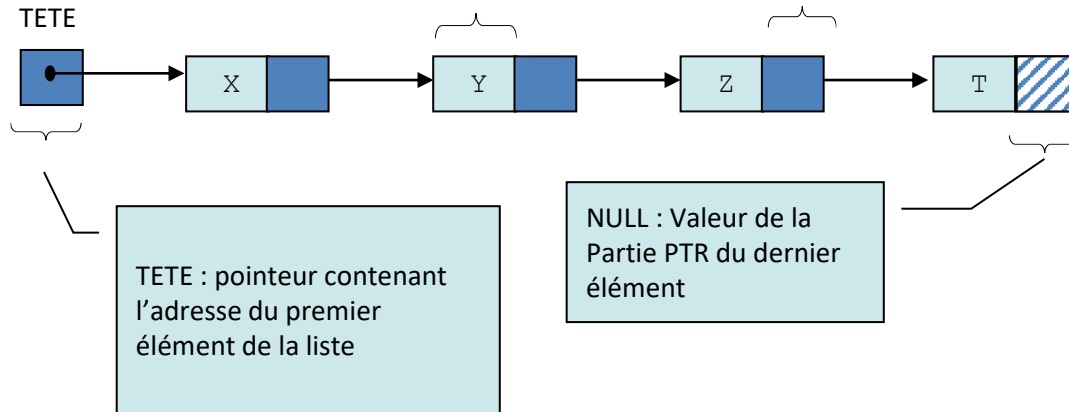 TETE
X Y Z T
TETE : pointeur contenant
l’adresse du premier
élément de la liste
NULL : Valeur de la
Partie PTR du dernier
élément